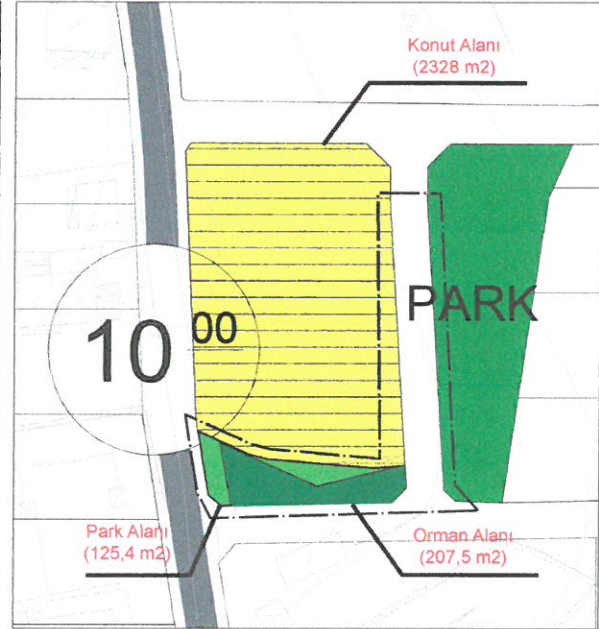 Konut Alanı
(2328 m2)
PARK
10 00
Park Alanı
(125,4 m2)
Orman Alanı
(207,5 m2)